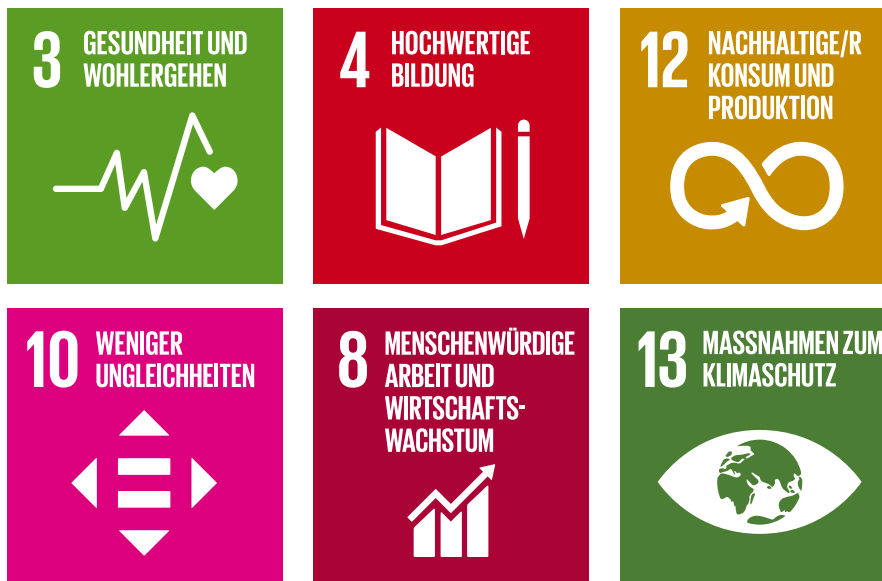 3 GESUNDHEIT UND
WOHLERGEHEN
4 HOCHWERTIGE
BILDUNG
12 NACHHALTIGE/R
KONSUM UND
PRODUKTION
10 WENIGER
UNGLEICHHEITEN
8 MENSCHENWÜRDIGE
ARBEIT UND
WIRTSCHAFTS-
WACHSTUM
13 MASSNAHMEN ZUM
KLIMASCHUTZ